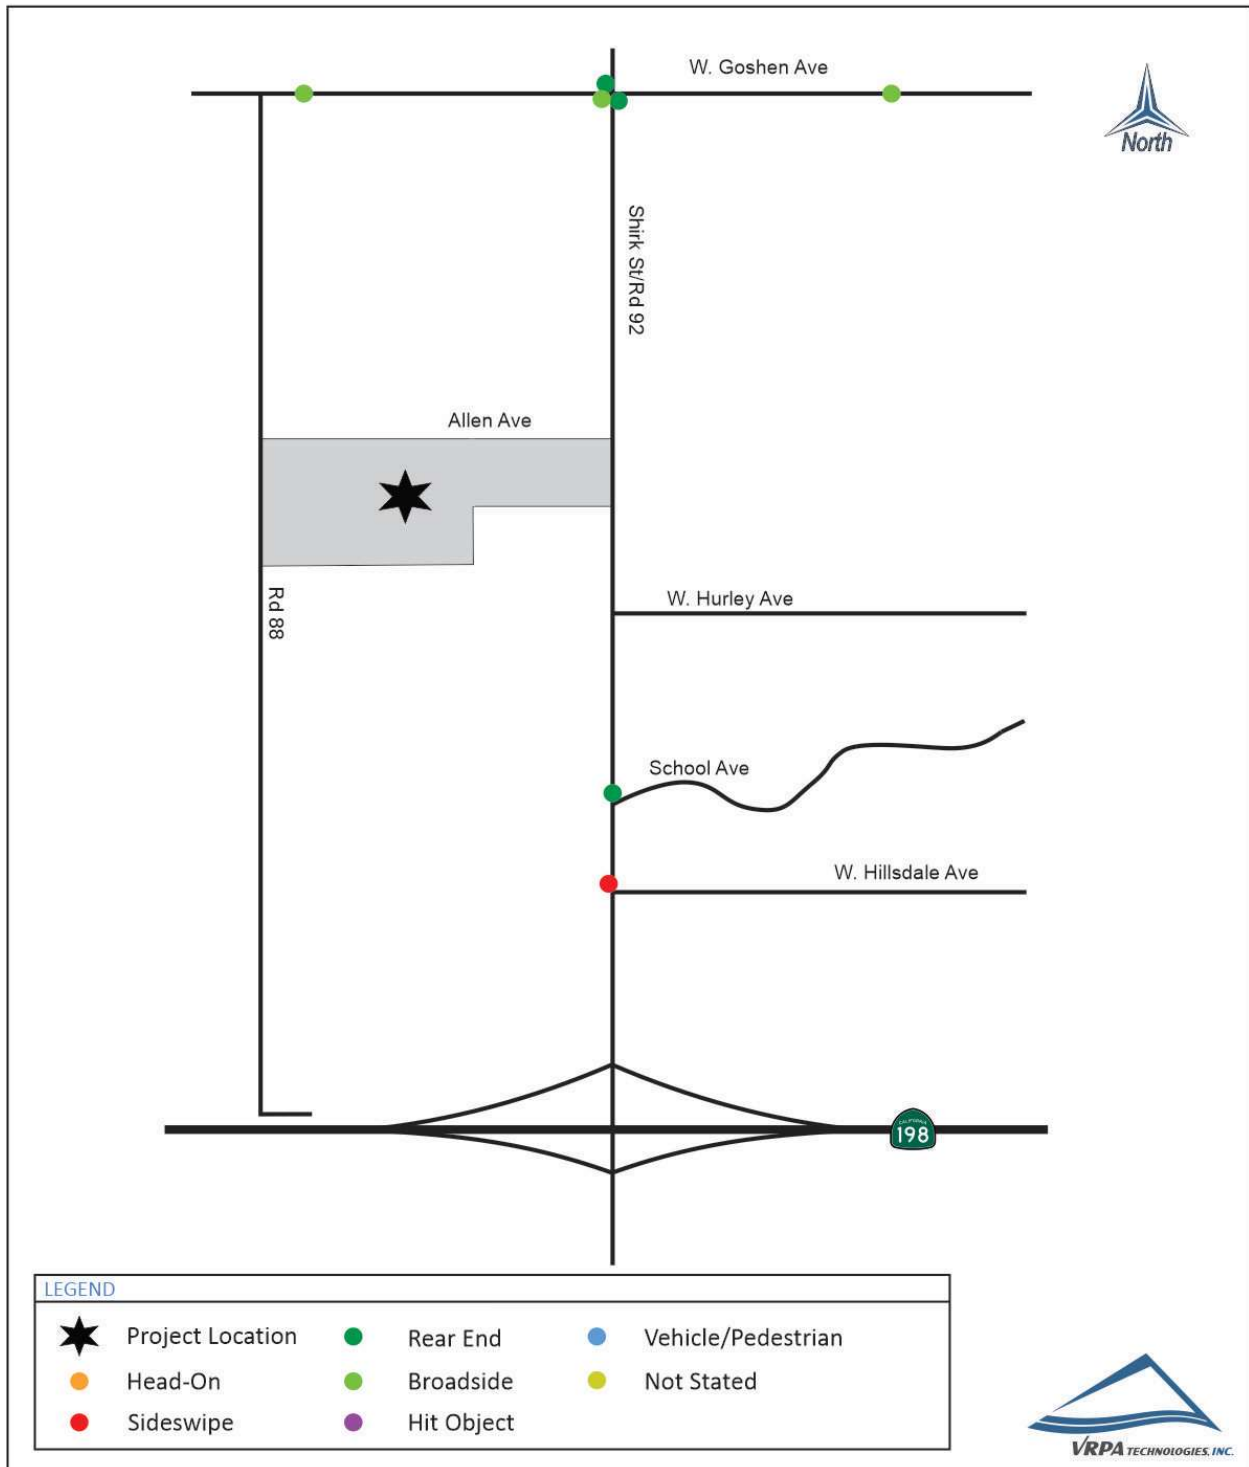 W. Goshen Ave
North
Shirk St/Rd 92
Allen Ave
Rd 88
W. Hurley Ave
School Ave
W. Hillsdale Ave
CALIFORNIA
198
LEGEND
Project Location
Rear End
Vehicle/Pedestrian
Head-On
Broadside
Not Stated
Sideswipe
Hit Object
VRPA TECHNOLOGIES, INC.